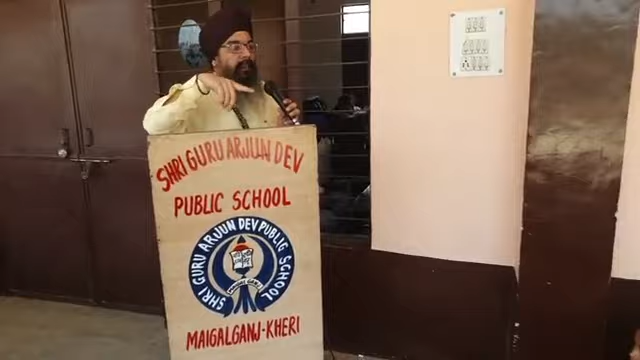 SHRI GURU ARJUN DEV
PUBLIC SCHOOL
SHRI GURU ARJUN DEV PUBLIC SCHOOL
MAIGALGANJ-KHERI